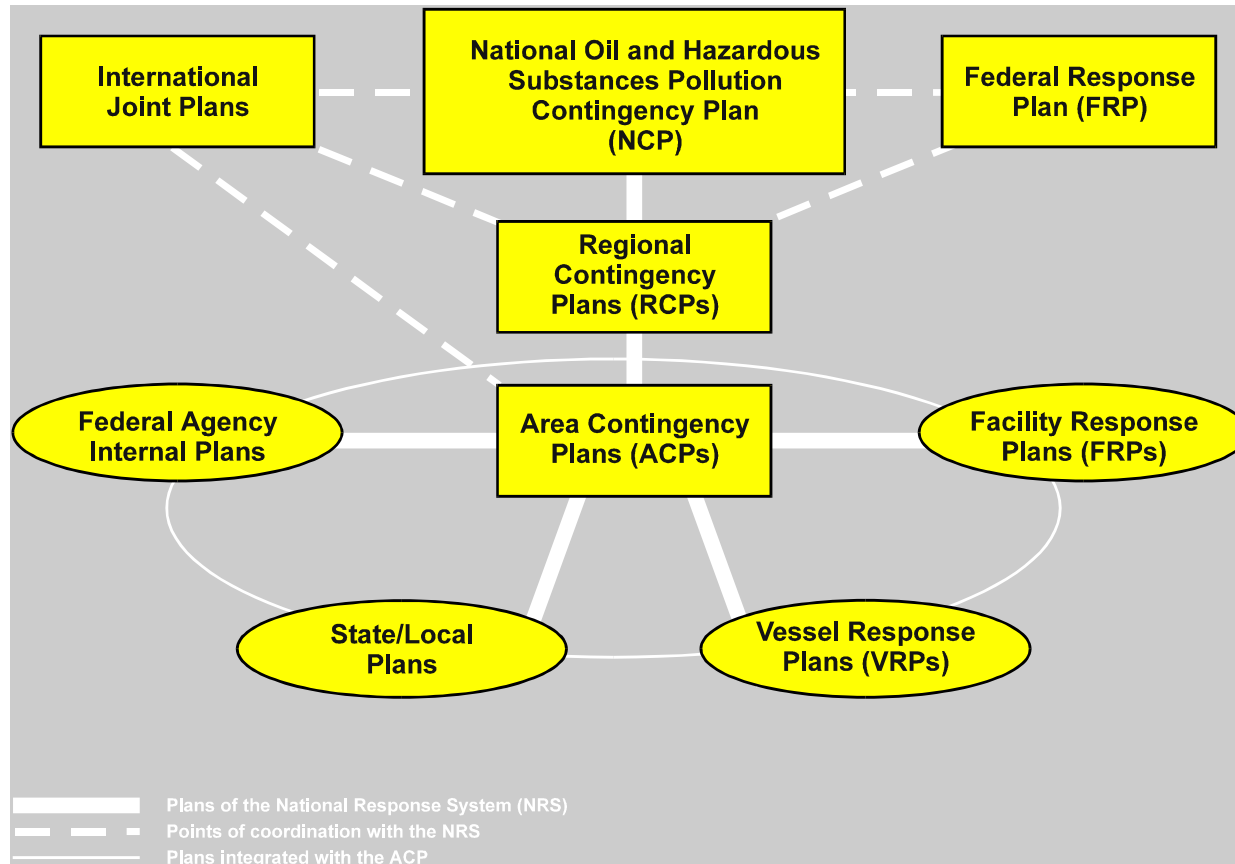 International
Joint Plans
National Oil and Hazardous
Substances Pollution
Contingency Plan
(NCP)
Federal Response
Plan (FRP)
Regional
Contingency
Plans (RCPs)
Federal Agency
Internal Plans
Area Contingency
Plans (ACPs)
Facility Response
Plans (FRPs)
State/Local
Plans
Vessel Response
Plans (VRPs)
Plans of the National Response System (NRS)
Points of coordination with the NRS
Plans integrated with the ACP